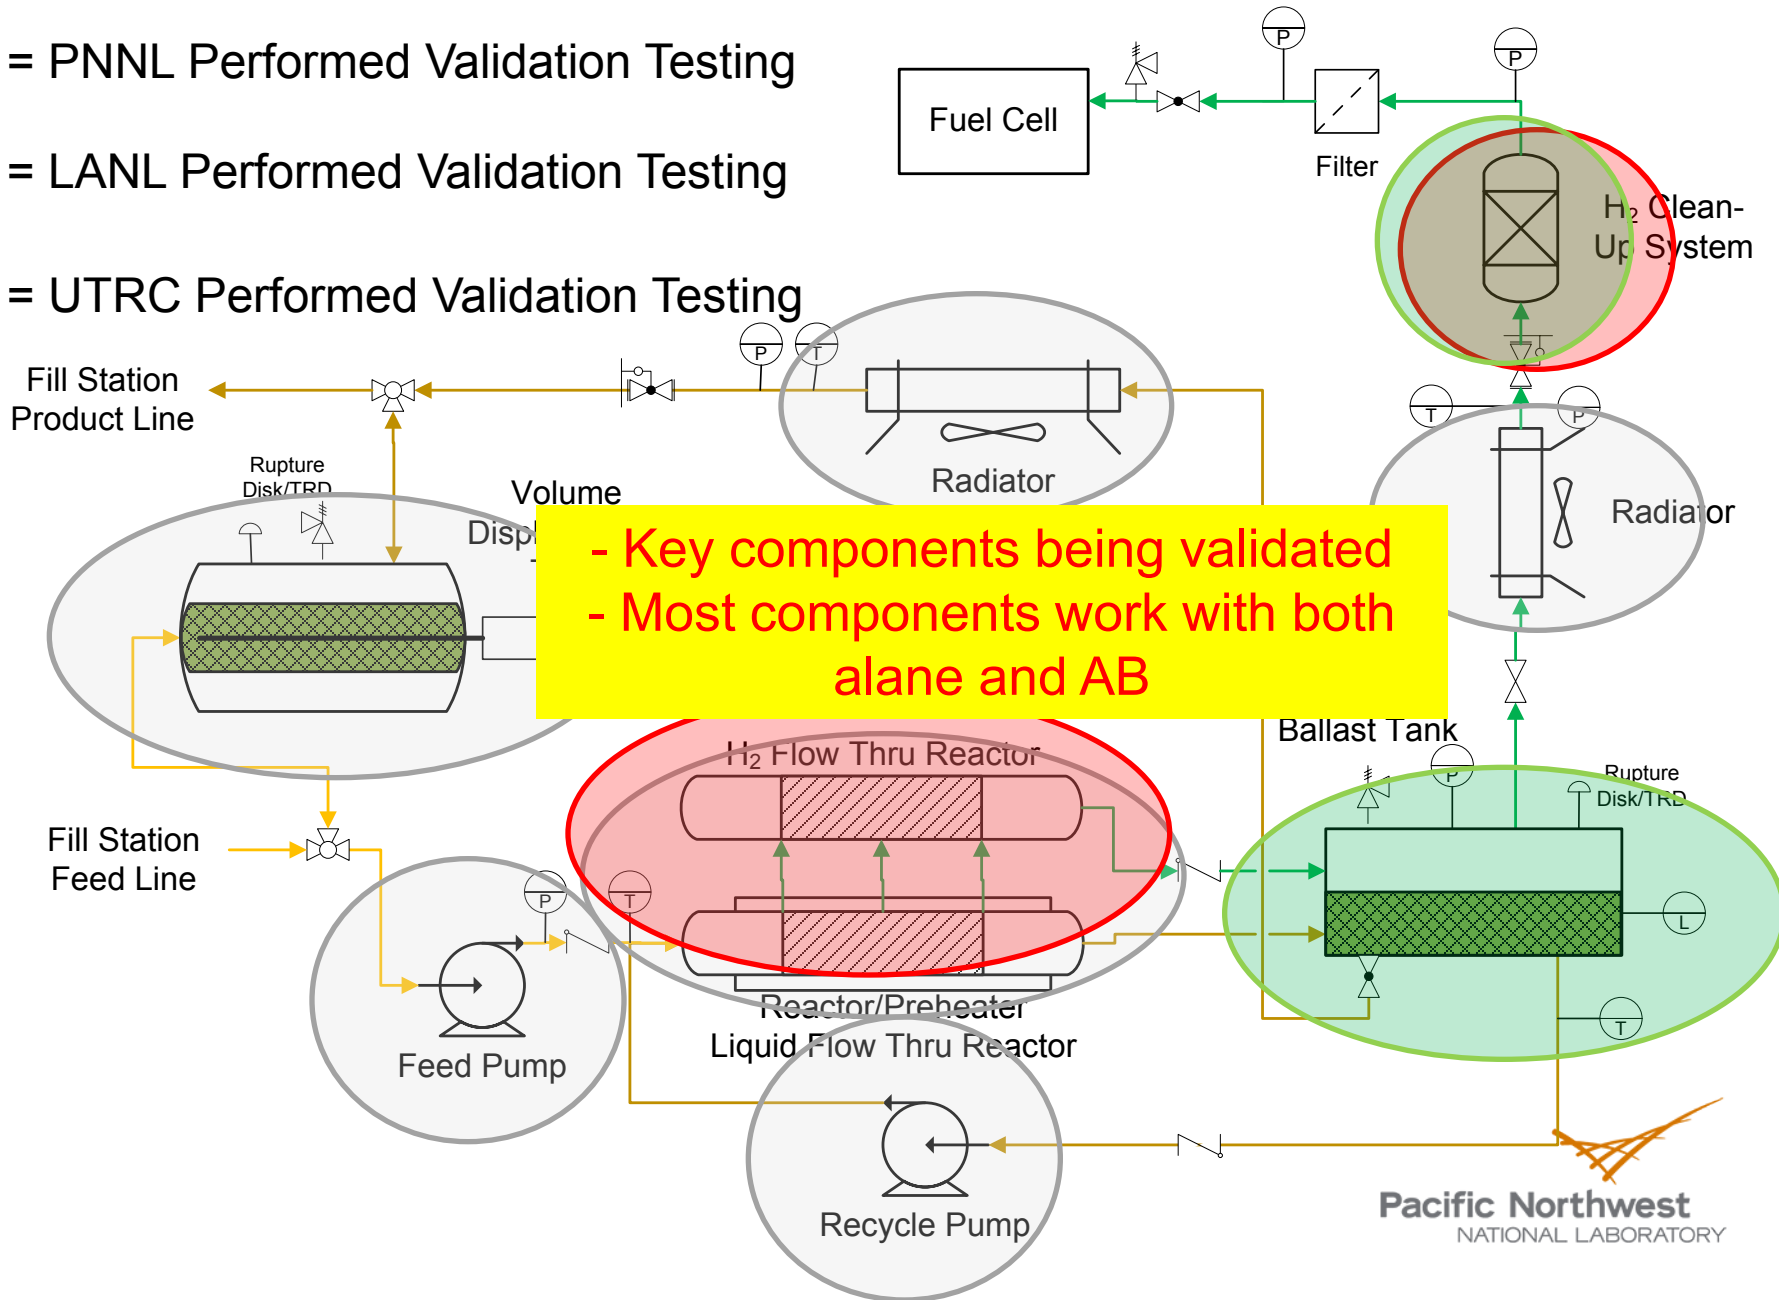 = PNNL Performed Validation Testing
= LANL Performed Validation Testing
= UTRC Performed Validation Testing
P
P
Fuel Cell
Filter
H₂ Clean-
Up System
P
T
Fill Station
Product Line
T
P
Rupture
Disk/TRD
Volume
Radiator
Radiator
- Key components being validated
- Most components work with both
alane and AB
Ballast Tank
H₂ Flow Thru Reactor
P
Rupture
Disk/TRD
Fill Station
Feed Line
P
T
L
Reactor/Preheater
Liquid Flow Thru Reactor
T
Feed Pump
Recycle Pump
Pacific Northwest
NATIONAL LABORATORY